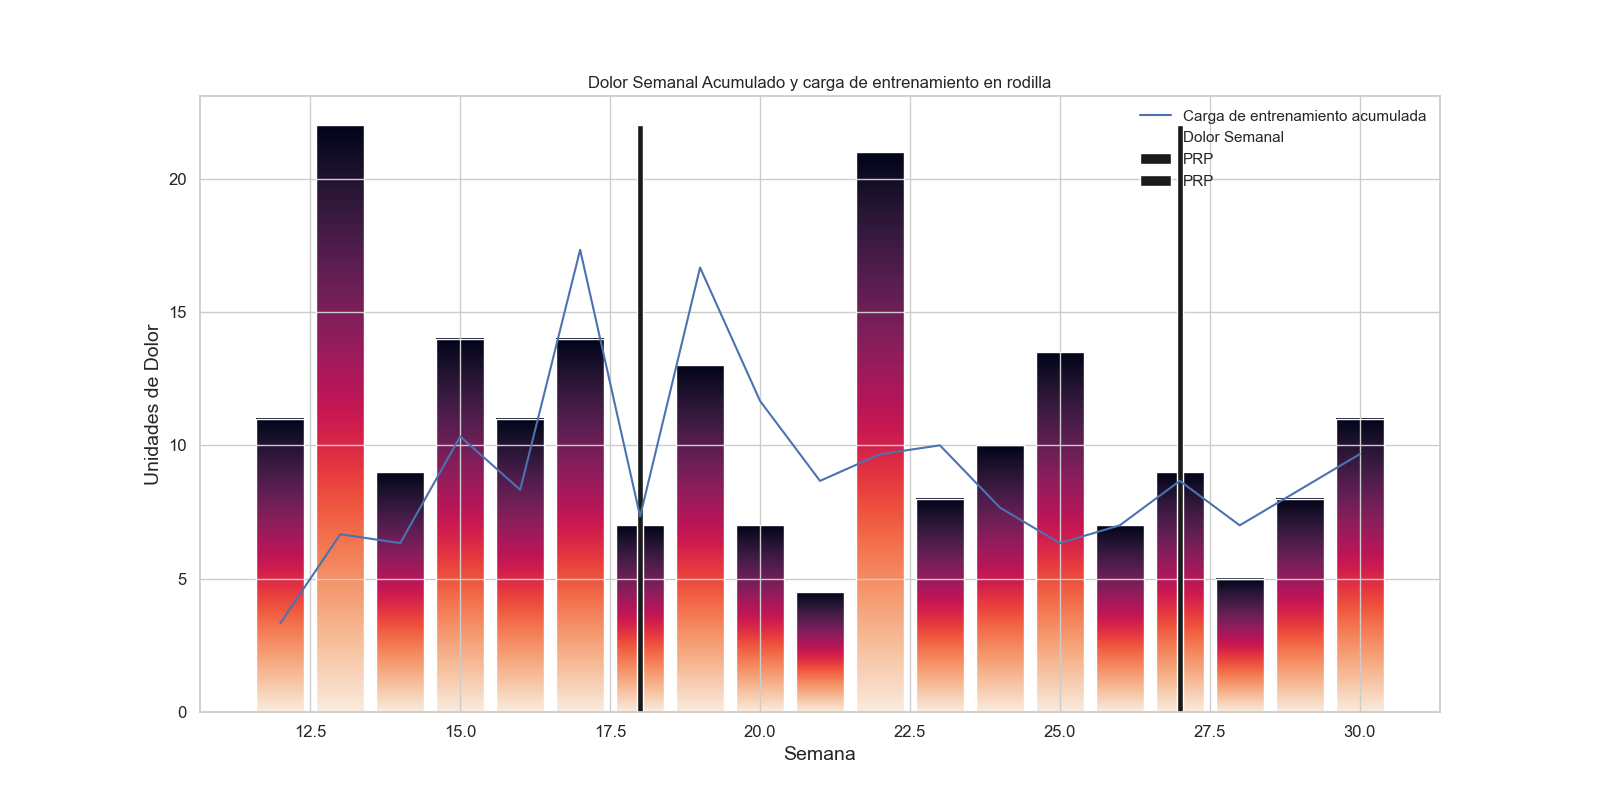 Dolor Semanal Acumulado y carga de entrenamiento en rodilla
Carga de entrenamiento acumulada
Dolor Semanal
PRP
PRP
Unidades de Dolor
20
15
10
5
0
12.5 15.0 17.5 20.0 22.5 25.0 27.5 30.0
Semana